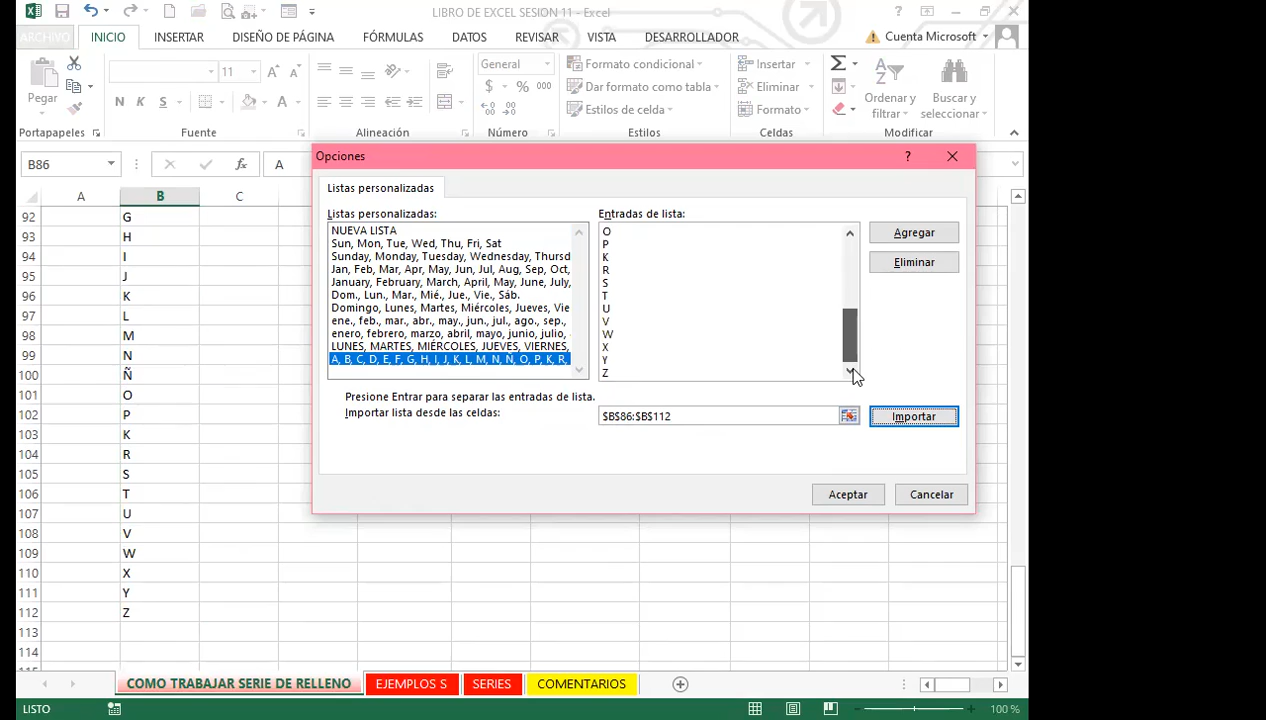 LIBRO DE EXCEL SESION 11 - Excel
ARCHIVO INICIO INSERTAR DISEÑO DE PÁGINA FÓRMULAS DATOS REVISAR VISTA DESARROLLADOR Cuenta Microsoft
Pegar
N K S
11
General
$ % 000
Formato condicional
Dar formato como tabla
Estilos de celda
Insertar
Eliminar
Formato
Ordenar y filtrar
Buscar y seleccionar
Portapapeles Fuente Alineación Número Estilos Celdas Modificar
B86 fx A
A B C
92 G
93 H
94 I
95 J
96 K
97 L
98 M
99 N
100 Ñ
101 O
102 P
103 K
104 R
105 S
106 T
107 U
108 V
109 W
110 X
111 Y
112 Z
113
114
Opciones
Listas personalizadas
Listas personalizadas:
NUEVA LISTA
Sun, Mon, Tue, Wed, Thu, Fri, Sat
Sunday, Monday, Tuesday, Wednesday, Thursd
Jan, Feb, Mar, Apr, May, Jun, Jul, Aug, Sep, Oct,
January, February, March, April, May, June, July,
Dom., Lun., Mar., Mié., Jue., Vie., Sáb.
Domingo, Lunes, Martes, Miércoles, Jueves, Vie
ene., feb., mar., abr., may., jun., jul., ago., sep.,
enero, febrero, marzo, abril, mayo, junio, julio,
LUNES, MARTES, MIÉRCOLES, JUEVES, VIERNES,
A, B, C, D, E, F, G, H, I, J, K, L, M, N, Ñ, O, P, K, R,
Entradas de lista:
O
P
K
R
S
T
U
V
W
X
Y
Z
Agregar
Eliminar
Presione Entrar para separar las entradas de lista.
Importar lista desde las celdas:
$B$86:$B$112
Importar
Aceptar
Cancelar
COMO TRABAJAR SERIE DE RELLENO EJEMPLOS S SERIES COMENTARIOS
LISTO
100 %